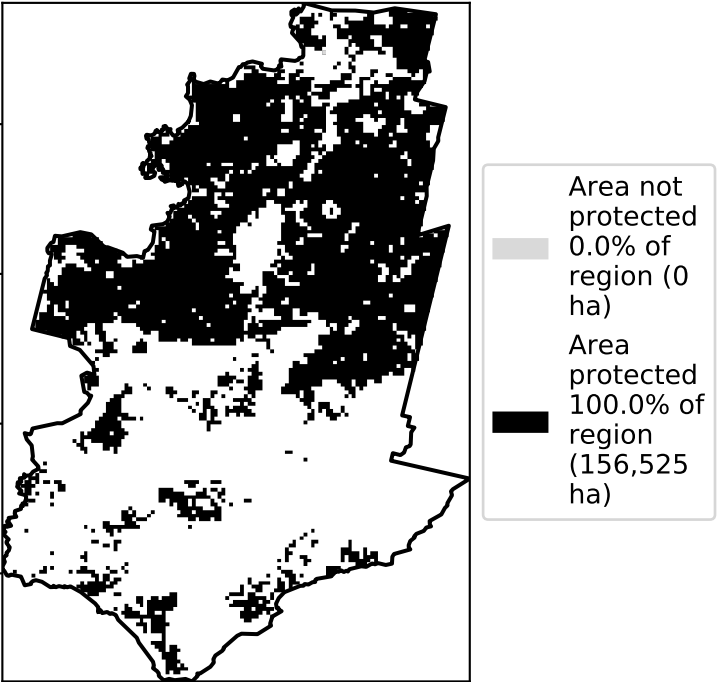 Area not
protected
0.0% of
region (0
ha)
Area
protected
100.0% of
region
(156,525
ha)